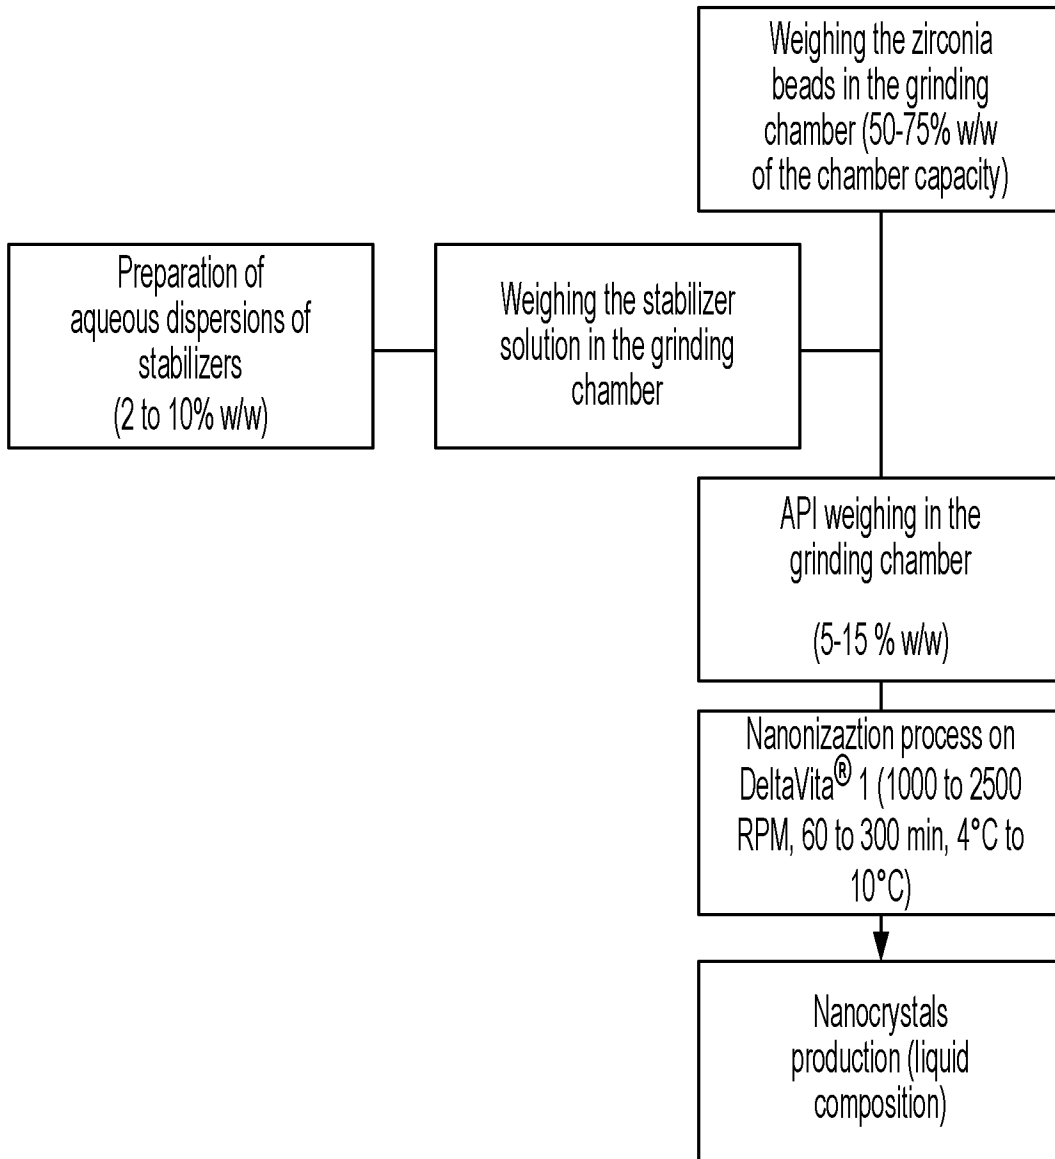 Weighing the zirconia
beads in the grinding
chamber (50-75% w/w
of the chamber capacity)
Preparation of
aqueous dispersions of
stabilizers
(2 to 10% w/w)
Weighing the stabilizer
solution in the grinding
chamber
API weighing in the
grinding chamber
(5-15 % w/w)
Nanonizaztion process on
DeltaVita® 1 (1000 to 2500
RPM, 60 to 300 min, 4°C to
10°C)
Nanocrystals
production (liquid
composition)